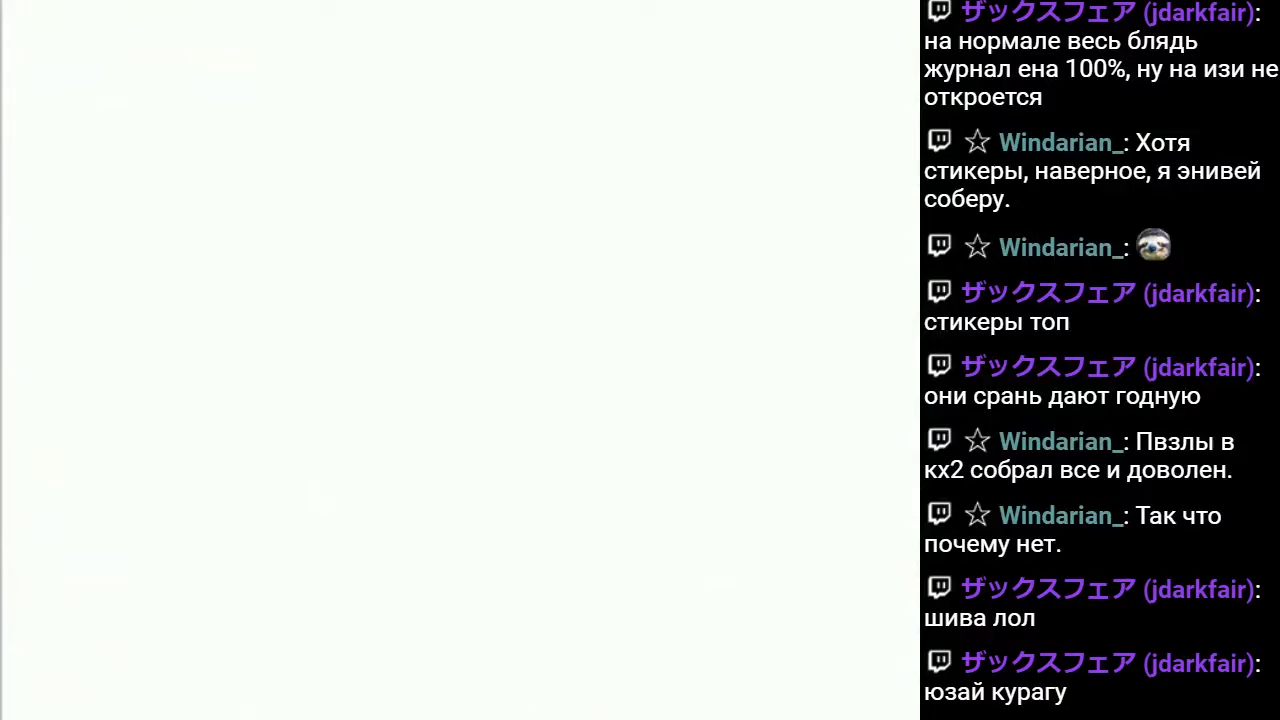 ザックスフェア (jdarkfair):
на нормале весь блядь
журнал ена 100%, ну на изи не
откроется
Windarian_: Хотя
стикеры, наверное, я энивей
соберу.
Windarian_:
ザックスフェア (jdarkfair):
стикеры топ
ザックスフェア (jdarkfair):
они срань дают годную
Windarian_: Пвзлы в
кх2 собрал все и доволен.
Windarian_: Так что
почему нет.
ザックスフェア (jdarkfair):
шива лол
ザックスフェア (jdarkfair):
юзай курагу